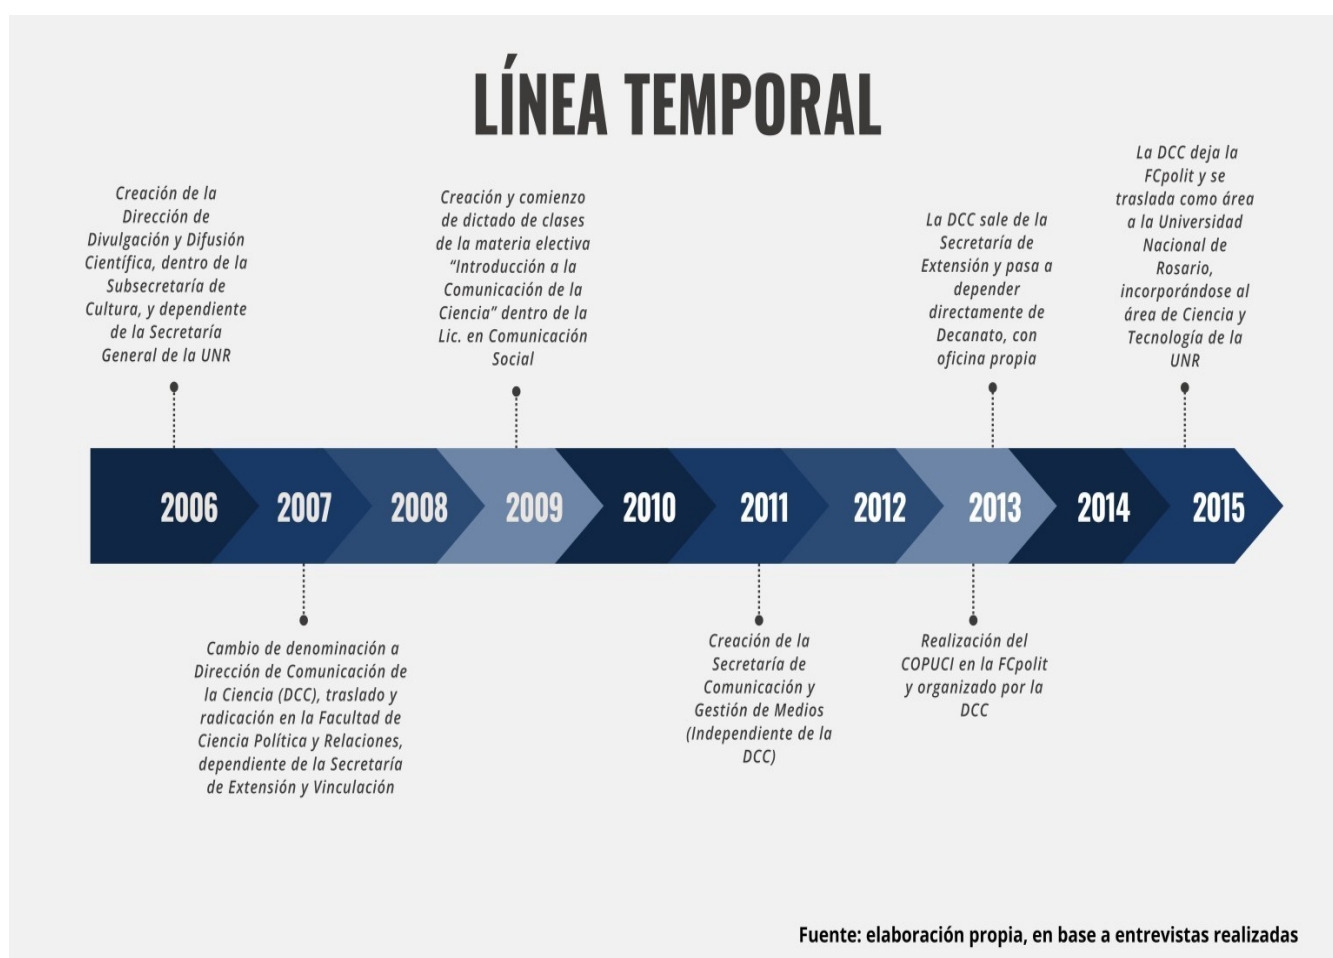 LÍNEA TEMPORAL
Creación de la
Dirección de
Divulgación y Difusión
Científica, dentro de la
Subsecretaría de
Cultura, y dependiente
de la Secretaría
General de la UNR
Creación y comienzo
de dictado de clases
de la materia electiva
“Introducción a la
Comunicación de la
Ciencia” dentro de la
Lic. en Comunicación
Social
La DCC sale de la
Secretaría de
Extensión y pasa a
depender
directamente de
Decanato, con
oficina propia
La DCC deja la
FCpolit y se
traslada como área
a la Universidad
Nacional de
Rosario,
incorporándose al
área de Ciencia y
Tecnología de la
UNR
2006
2007
2008
2009
2010
2011
2012
2013
2014
2015
Cambio de denominación a
Dirección de Comunicación de
la Ciencia (DCC), traslado y
radicación en la Facultad de
Ciencia Política y Relaciones,
dependiente de la Secretaría
de Extensión y Vinculación
Creación de la
Secretaría de
Comunicación y
Gestión de Medios
(Independiente de la
DCC)
Realización del
COPUCI en la FCpolit
y organizado por la
DCC
Fuente: elaboración propia, en base a entrevistas realizadas